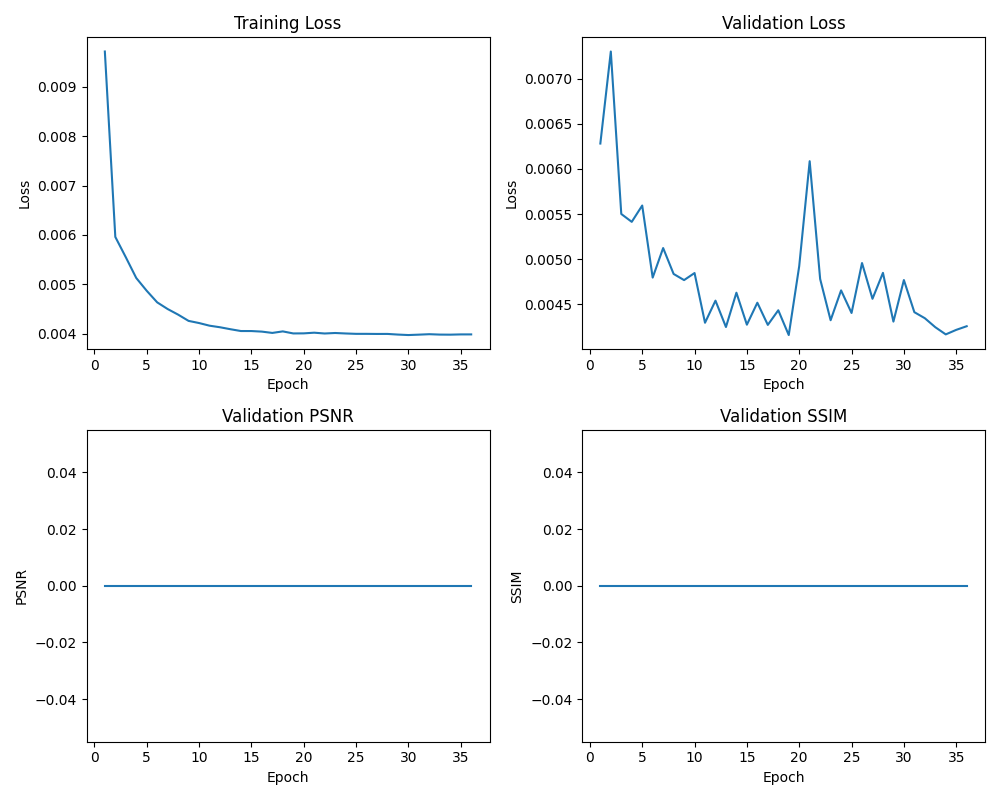 Training Loss
Loss
0.009
0.008
0.007
0.006
0.005
0.004
0 5 10 15 20 25 30 35
Epoch
Validation Loss
Loss
0.0070
0.0065
0.0060
0.0055
0.0050
0.0045
0 5 10 15 20 25 30 35
Epoch
Validation PSNR
PSNR
0.04
0.02
0.00
−0.02
−0.04
0 5 10 15 20 25 30 35
Epoch
Validation SSIM
SSIM
0.04
0.02
0.00
−0.02
−0.04
0 5 10 15 20 25 30 35
Epoch